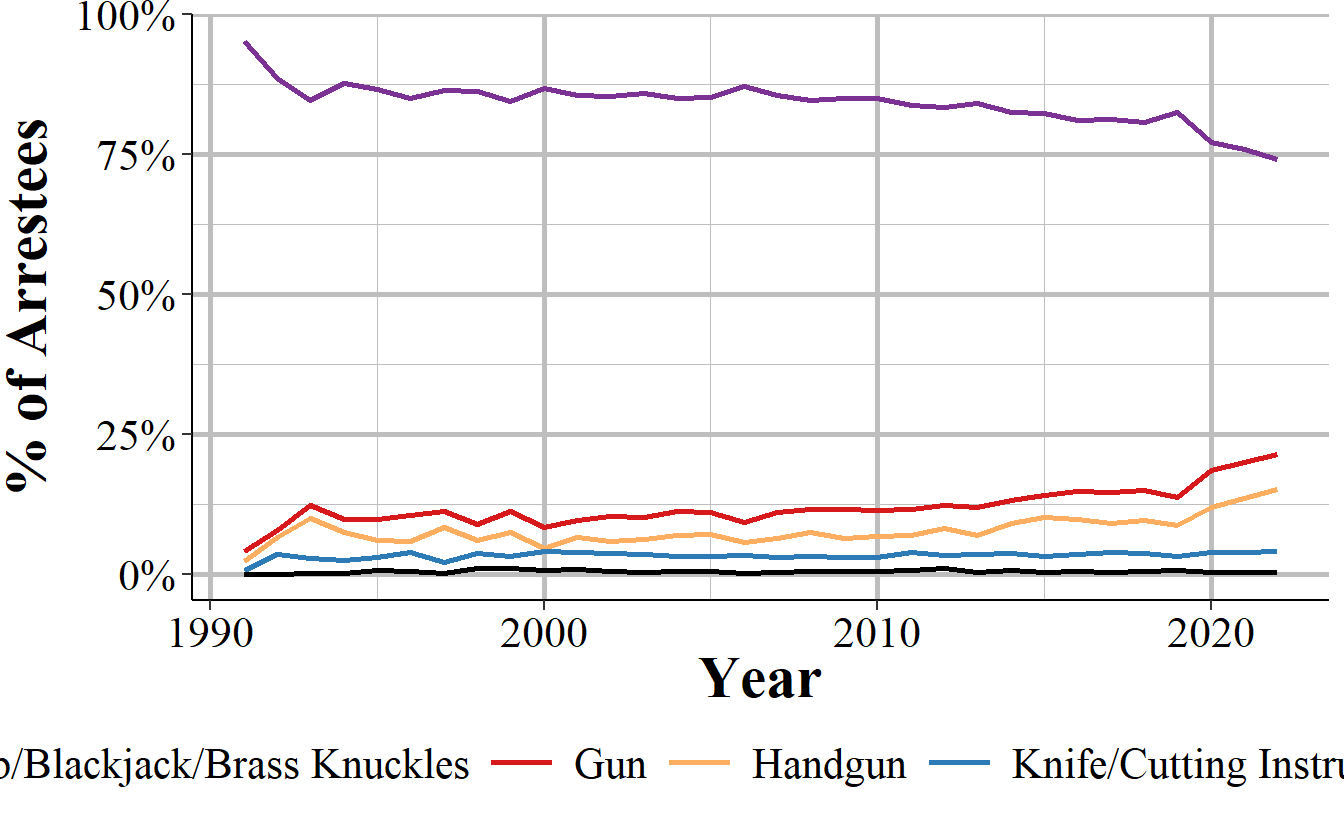 100%
75%
50%
25%
0%
% of Arrestees
1990 2000 2010 2020
Year
/Blackjack/Brass Knuckles Gun Handgun Knife/Cutting Instru